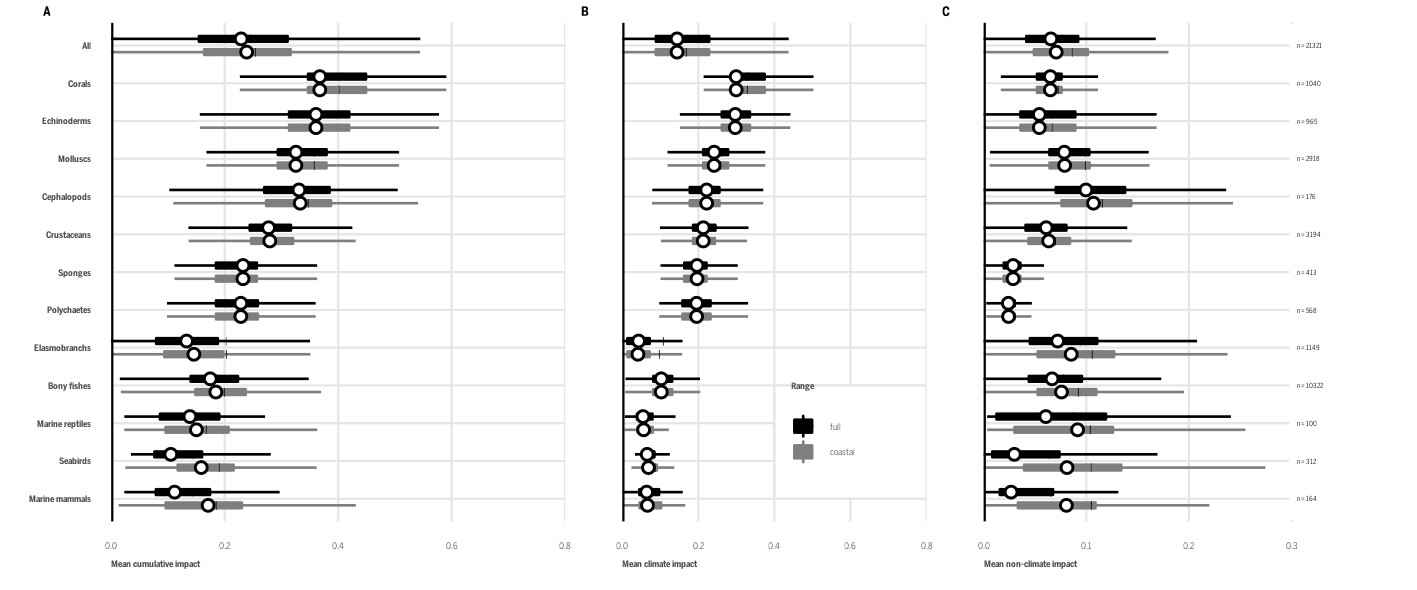 A B C
All n= 21321
Corals n= 1040
Echinoderms n= 965
Molluscs n= 2918
Cephalopods n= 176
Crustaceans n= 3194
Sponges n= 413
Polychaetes n= 568
Elasmobranchs n= 1149
Bony fishes Range n= 10322
Marine reptiles full n= 100
Seabirds coastal n= 312
Marine mammals n= 164
0.0 0.2 0.4 0.6 0.8 0.0 0.2 0.4 0.6 0.8 0.0 0.1 0.2 0.3
Mean cumulative impact Mean climate impact Mean non-climate impact